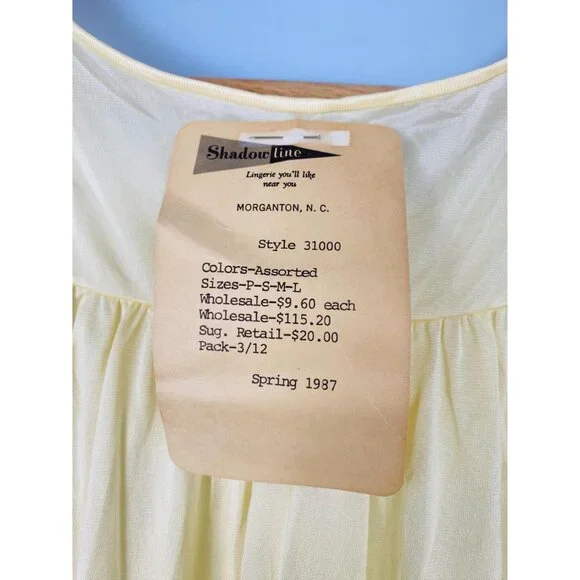 Shadowline
Lingerie you'll like
near you
MORGANTON, N. C.
Style 31000
Colors-Assorted
Sizes-P-S-M-L
Wholesale-$9.60 each
Wholesale-$115.20
Sug. Retail-$20.00
Pack-3/12
Spring 1987